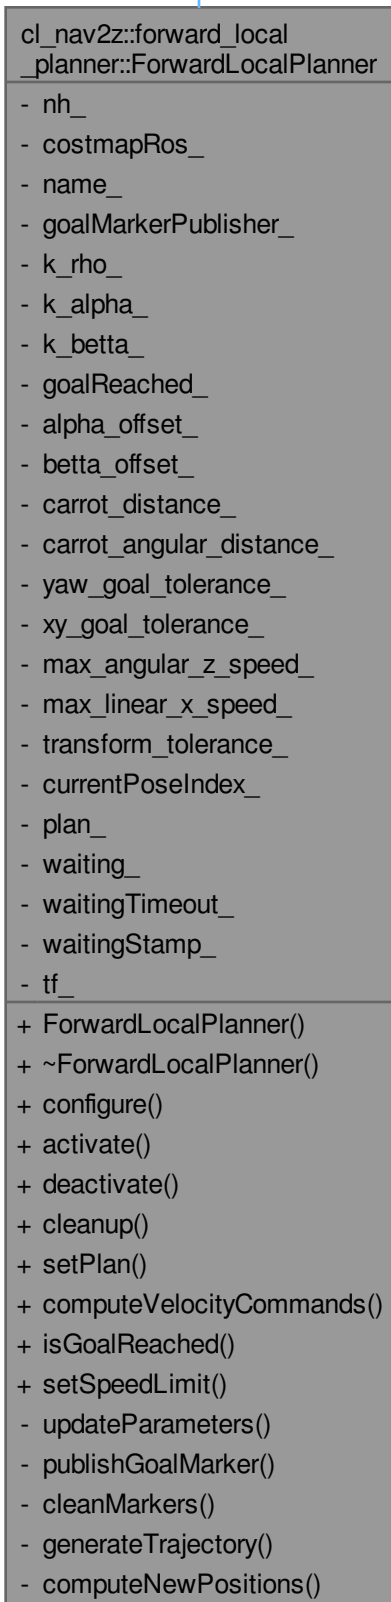 cl_nav2z::forward_local
_planner::ForwardLocalPlanner
- nh_
- costmapRos_
- name_
- goalMarkerPublisher_
- k_rho_
- k_alpha_
- k_betta_
- goalReached_
- alpha_offset_
- betta_offset_
- carrot_distance_
- carrot_angular_distance_
- yaw_goal_tolerance_
- xy_goal_tolerance_
- max_angular_z_speed_
- max_linear_x_speed_
- transform_tolerance_
- currentPoseIndex_
- plan_
- waiting_
- waitingTimeout_
- waitingStamp_
- tf_
+ ForwardLocalPlanner()
+ ~ForwardLocalPlanner()
+ configure()
+ activate()
+ deactivate()
+ cleanup()
+ setPlan()
+ computeVelocityCommands()
+ isGoalReached()
+ setSpeedLimit()
- updateParameters()
- publishGoalMarker()
- cleanMarkers()
- generateTrajectory()
- computeNewPositions()